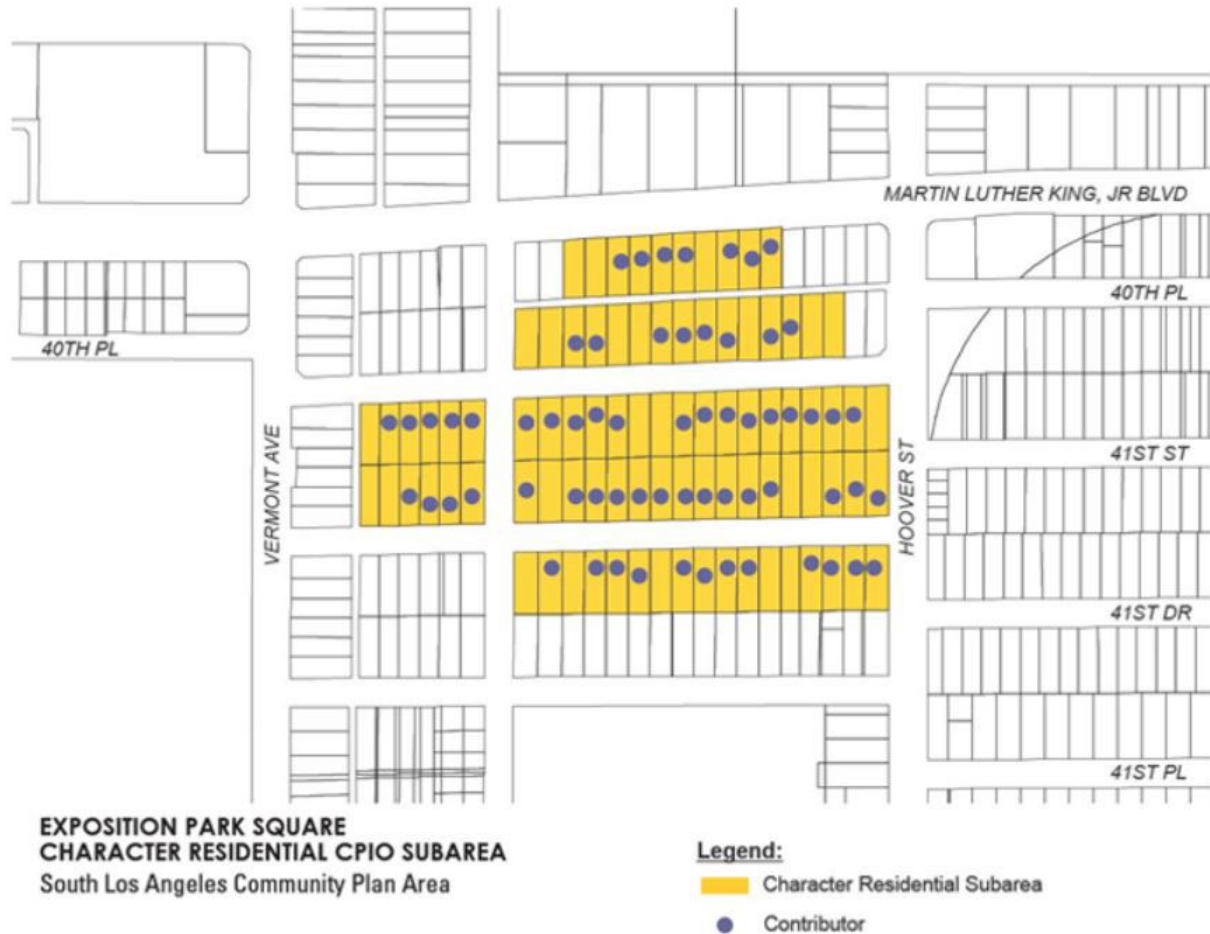 MARTIN LUTHER KING, JR BLVD
40TH PL
40TH PL
VERMONT AVE
HOOVER ST
41ST ST
41ST DR
41ST PL
EXPOSITION PARK SQUARE
CHARACTER RESIDENTIAL CPIO SUBAREA
South Los Angeles Community Plan Area
Legend:
Character Residential Subarea
Contributor